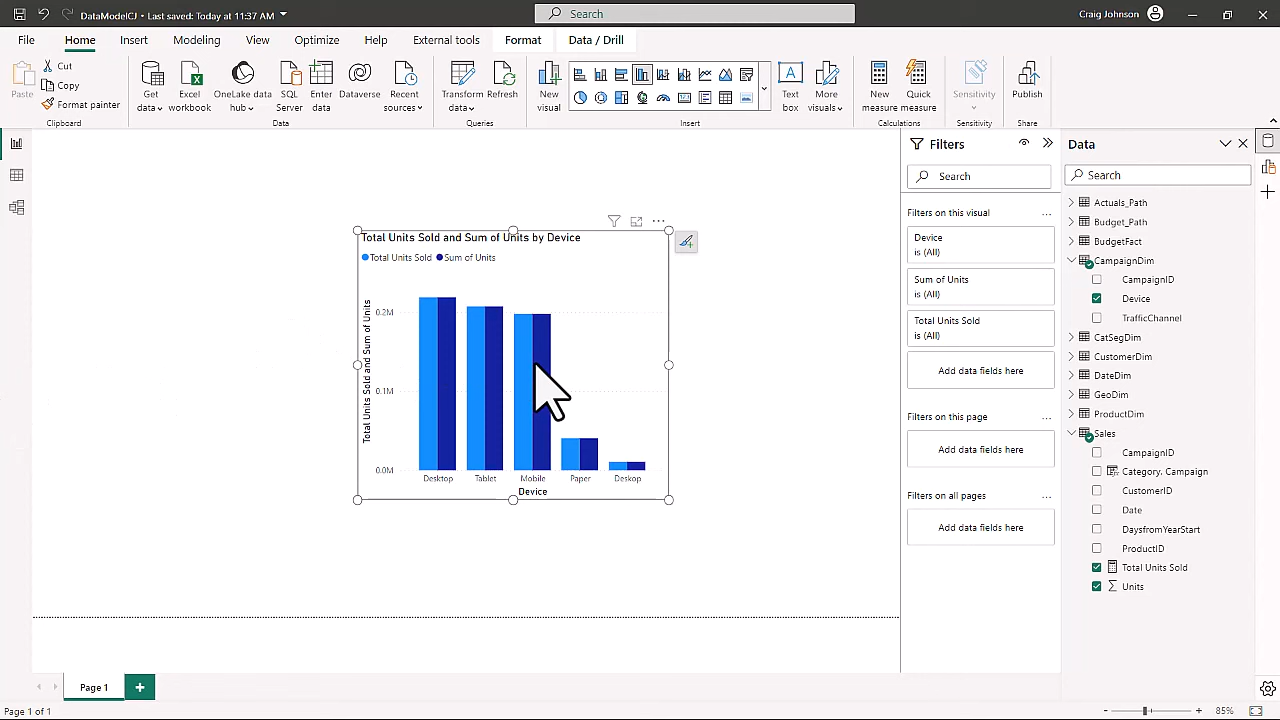 DataModelCJ • Last saved: Today at 11:37 AM
Search
Craig Johnson
File
Home
Insert
Modeling
View
Optimize
Help
External tools
Format
Data / Drill
Paste
Cut
Copy
Format painter
Clipboard
Get
data
Excel
workbook
OneLake data
hub
SQL
Server
Enter
data
Dataverse
Recent
sources
Data
Transform
data
Refresh
Queries
New
visual
Text
box
More
visuals
Insert
New
measure
Quick
measure
Calculations
Sensitivity
Sensitivity
Publish
Share
Total Units Sold and Sum of Units by Device
Total Units Sold
Sum of Units
Total Units Sold and Sum of Units
0.2M
0.1M
0.0M
Desktop
Tablet
Mobile
Paper
Deskop
Device
Filters
Search
Filters on this visual
Device
is (All)
Sum of Units
is (All)
Total Units Sold
is (All)
Add data fields here
Filters on this page
Add data fields here
Filters on all pages
Add data fields here
Data
Search
Actuals_Path
Budget_Path
BudgetFact
CampaignDim
CampaignID
Device
TrafficChannel
CatSegDim
CustomerDim
DateDim
GeoDim
ProductDim
Sales
CampaignID
Category. Campaign
CustomerID
Date
DaysfromYearStart
ProductID
Total Units Sold
Units
Page 1
Page 1 of 1
85%